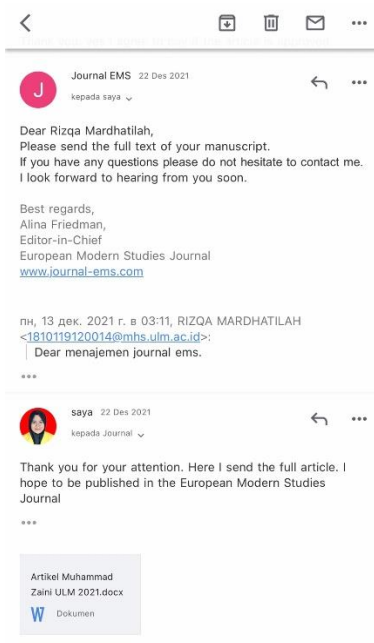 Journal EMS 22 Des 2021
kepada saya
J
Dear Rizqa Mardhatilah,
Please send the full text of your manuscript.
If you have any questions please do not hesitate to contact me.
I look forward to hearing from you soon.
Best regards,
Alina Friedman,
Editor-in-Chief
European Modern Studies Journal
www.journal-ems.com
пн, 13 дек. 2021 г. в 03:11, RIZQA MARDHATILAH
<1810119120014@mhs.ulm.ac.id>:
Dear menajemen journal ems.
saya 22 Des 2021
kepada Journal
Thank you for your attention. Here I send the full article. I
hope to be published in the European Modern Studies
Journal
Artikel Muhammad
Zaini ULM 2021.docx
W Dokumen